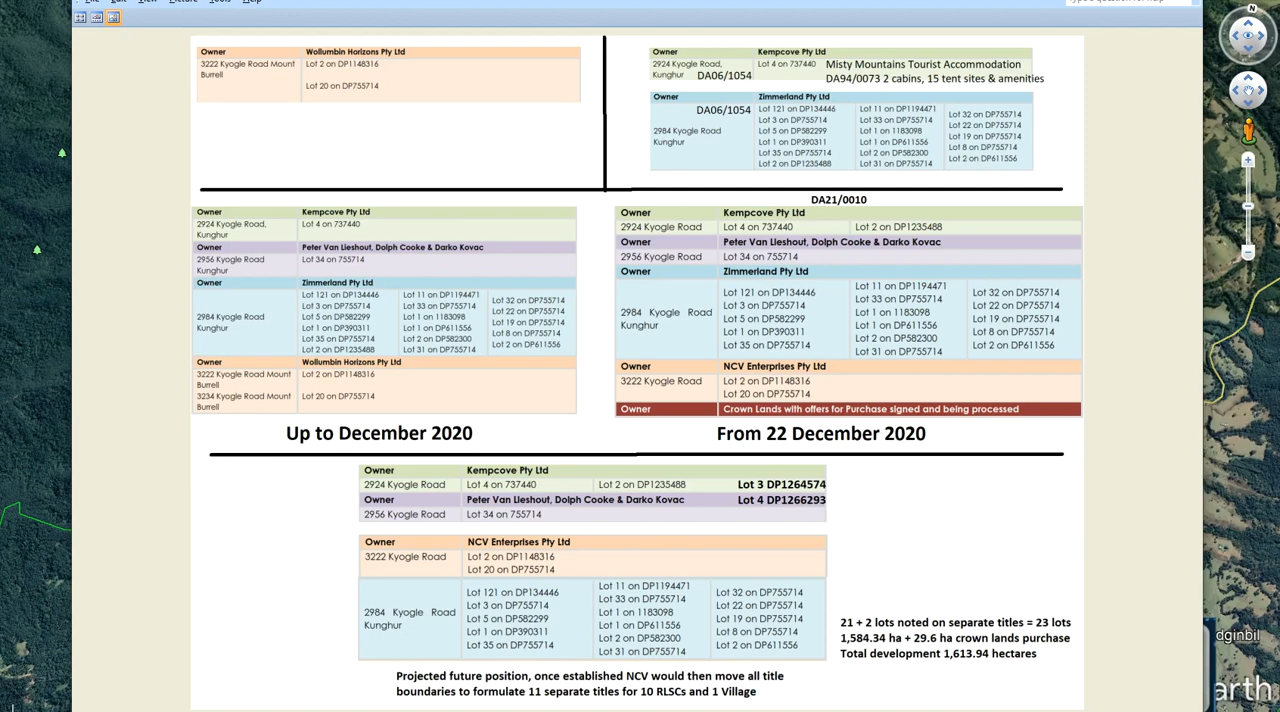 Owner Wollumbin Horizons Pty Ltd
3222 Kyogle Road Mount Lot 2 on DP1148316
Burrell
Lot 20 on DP755714
Owner Kempcove Pty Ltd
2924 Kyogle Road, Lot 4 on 737440 Misty Mountains Tourist Accommodation
Kunghur DA06/1054 DA94/0073 2 cabins, 15 tent sites & amenities
Owner Zimmerland Pty Ltd
DA06/1054
2984 Kyogle Road
Kunghur
Lot 121 on DP134446
Lot 3 on DP755714
Lot 5 on DP582299
Lot 1 on DP390311
Lot 35 on DP755714
Lot 2 on DP1235488
Lot 11 on DP1194471
Lot 33 on DP755714
Lot 1 on 1183098
Lot 1 on DP611556
Lot 2 on DP582300
Lot 31 on DP755714
Lot 32 on DP755714
Lot 22 on DP755714
Lot 19 on DP755714
Lot 8 on DP755714
Lot 2 on DP611556
Owner Kempcove Pty Ltd
2924 Kyogle Road, Lot 4 on 737440
Kunghur
Owner Peter Van Lieshout, Dolph Cooke & Darko Kovac
2956 Kyogle Road Lot 34 on 755714
Kunghur
Owner Zimmerland Pty Ltd
2984 Kyogle Road
Kunghur
Lot 121 on DP134446
Lot 3 on DP755714
Lot 5 on DP582299
Lot 1 on DP390311
Lot 35 on DP755714
Lot 2 on DP1235488
Lot 11 on DP1194471
Lot 33 on DP755714
Lot 1 on 1183098
Lot 1 on DP611556
Lot 2 on DP582300
Lot 31 on DP755714
Lot 32 on DP755714
Lot 22 on DP755714
Lot 19 on DP755714
Lot 8 on DP755714
Lot 2 on DP611556
Owner Wollumbin Horizons Pty Ltd
3222 Kyogle Road Mount Lot 2 on DP1148316
Burrell
3234 Kyogle Road Mount Lot 20 on DP755714
Burrell
Up to December 2020
DA21/0010
Owner Kempcove Pty Ltd
2924 Kyogle Road Lot 4 on 737440 Lot 2 on DP1235488
Owner Peter Van Lieshout, Dolph Cooke & Darko Kovac
2956 Kyogle Road Lot 34 on 755714
Owner Zimmerland Pty Ltd
2984 Kyogle Road
Kunghur
Lot 121 on DP134446
Lot 3 on DP755714
Lot 5 on DP582299
Lot 1 on DP390311
Lot 35 on DP755714
Lot 11 on DP1194471
Lot 33 on DP755714
Lot 1 on 1183098
Lot 1 on DP611556
Lot 2 on DP582300
Lot 31 on DP755714
Lot 32 on DP755714
Lot 22 on DP755714
Lot 19 on DP755714
Lot 8 on DP755714
Lot 2 on DP611556
Owner NCV Enterprises Pty Ltd
3222 Kyogle Road Lot 2 on DP1148316
Lot 20 on DP755714
Owner Crown Lands with offers for Purchase signed and being processed
From 22 December 2020
Owner Kempcove Pty Ltd
2924 Kyogle Road Lot 4 on 737440 Lot 2 on DP1235488 Lot 3 DP1264574
Owner Peter Van Lieshout, Dolph Cooke & Darko Kovac Lot 4 DP1266293
2956 Kyogle Road Lot 34 on 755714
Owner NCV Enterprises Pty Ltd
3222 Kyogle Road Lot 2 on DP1148316
Lot 20 on DP755714
2984 Kyogle Road
Kunghur
Lot 121 on DP134446
Lot 3 on DP755714
Lot 5 on DP582299
Lot 1 on DP390311
Lot 35 on DP755714
Lot 11 on DP1194471
Lot 33 on DP755714
Lot 1 on 1183098
Lot 1 on DP611556
Lot 2 on DP582300
Lot 31 on DP755714
Lot 32 on DP755714
Lot 22 on DP755714
Lot 19 on DP755714
Lot 8 on DP755714
Lot 2 on DP611556
21 + 2 lots noted on separate titles = 23 lots
1,584.34 ha + 29.6 ha crown lands purchase
Total development 1,613.94 hectares
Projected future position, once established NCV would then move all title
boundaries to formulate 11 separate titles for 10 RLSCs and 1 Village
N
dginbil
arth